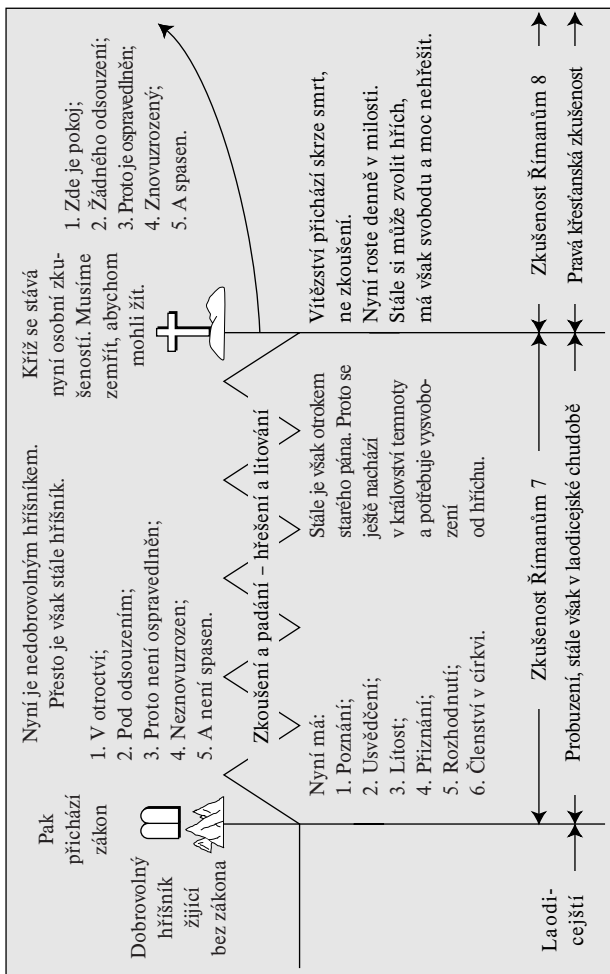 Pak
přichází
zákon
Dobrovolný
hříšník
žijící
bez zákona
Nyní je nedobrovolným hříšníkem.
Přesto je však stále hříšník.
1. V otroctví;
2. Pod odsouzením;
3. Proto není ospravedlněn;
4. Neznovuzrozen;
5. A není spasen.
Kříž se stává
nyní osobní zku-
šeností. Musíme
zemřít, abychom
mohli žít.
1. Zde je pokoj;
2. Žádného odsouzení;
3. Proto je ospravedlněn;
4. Znovuzrozený;
5. A spasen.
Zkoušení a padání – hřešení a litování
Nyní má:
1. Poznání;
2. Usvědčení;
3. Lítost;
4. Přiznání;
5. Rozhodnutí;
6. Členství v církvi.
Stále je však otrokem
starého pána. Proto se
ještě nachází
v království temnoty
a potřebuje vysvobo-
zení
od hříchu.
Vítězství přichází skrze smrt,
ne zkoušení.
Nyní roste denně v milosti.
Stále si může zvolit hřích,
má však svobodu a moc nehřešit.
Laodi-
cejští
Zkušenost Římanům 7
Zkušenost Římanům 8
Probuzení, stále však v laodicejské chudobě
Pravá křesťanská zkušenost